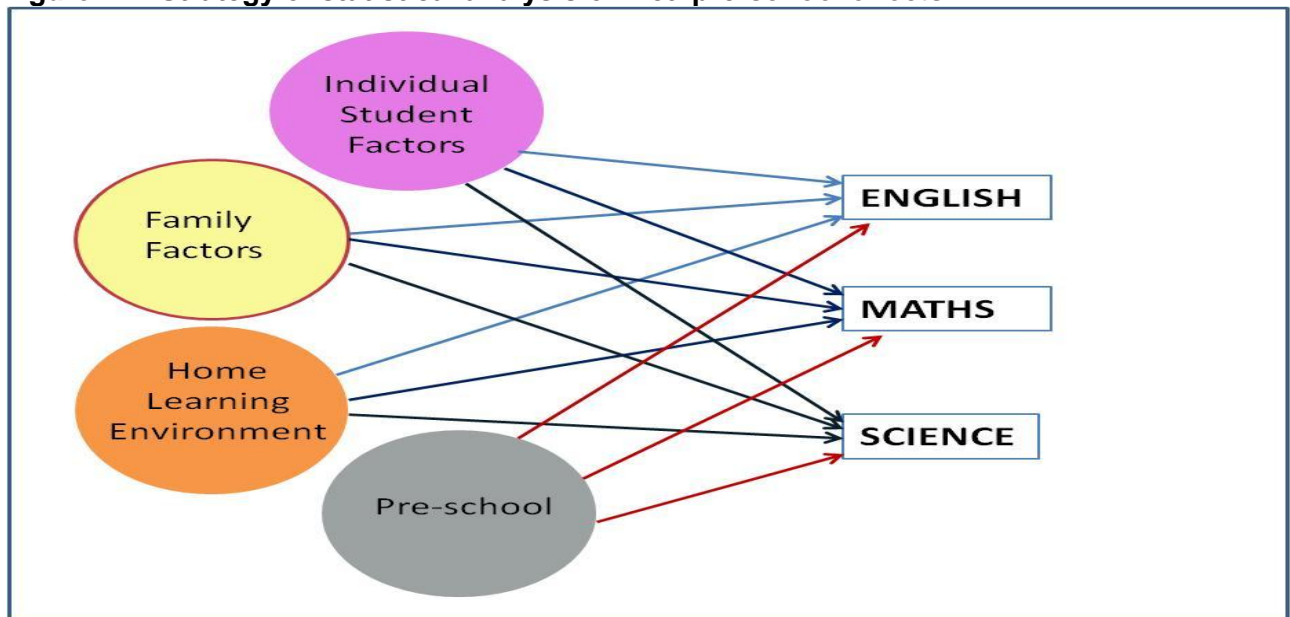 Individual
Student
Factors
Family
Factors
Home
Learning
Environment
Pre-school
ENGLISH
MATHS
SCIENCE